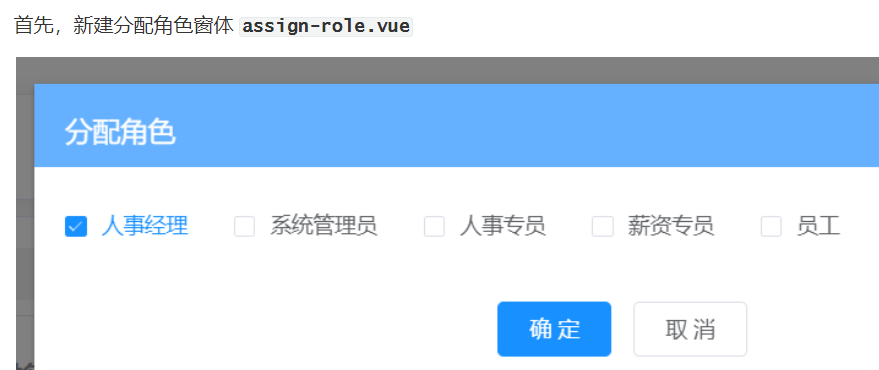 首先，新建分配角色窗体 assign-role.vue
分配角色
人事经理 系统管理员 人事专员 薪资专员 员工
确定 取消